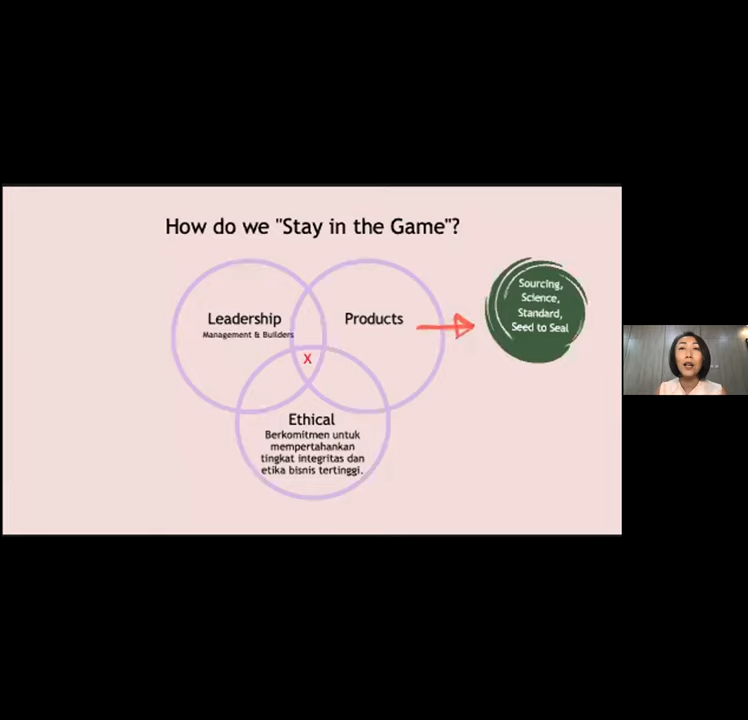 How do we "Stay in the Game"?
Leadership
Management & Builders
Products
Sourcing,
Science,
Standard,
Seed to Seal
X
Ethical
Berkomitmen untuk
mempertahankan
tingkat integritas dan
etika bisnis tertinggi.